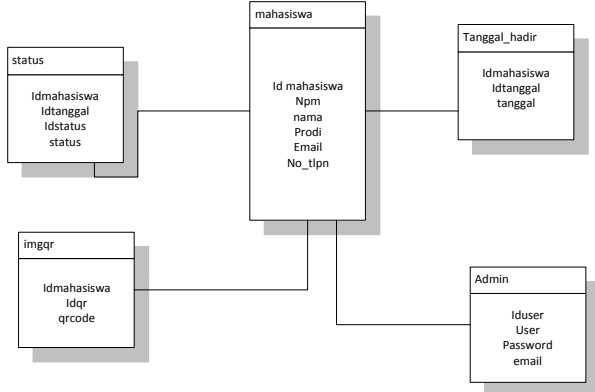 mahasiswa
Id mahasiswa
Npm
nama
Prodi
Email
No_tlpn
status
Idmahasiswa
Idtanggal
Idstatus
status
Tanggal_hadir
Idmahasiswa
Idtanggal
tanggal
imgqr
Idmahasiswa
Idqr
qrcode
Admin
Iduser
User
Password
email